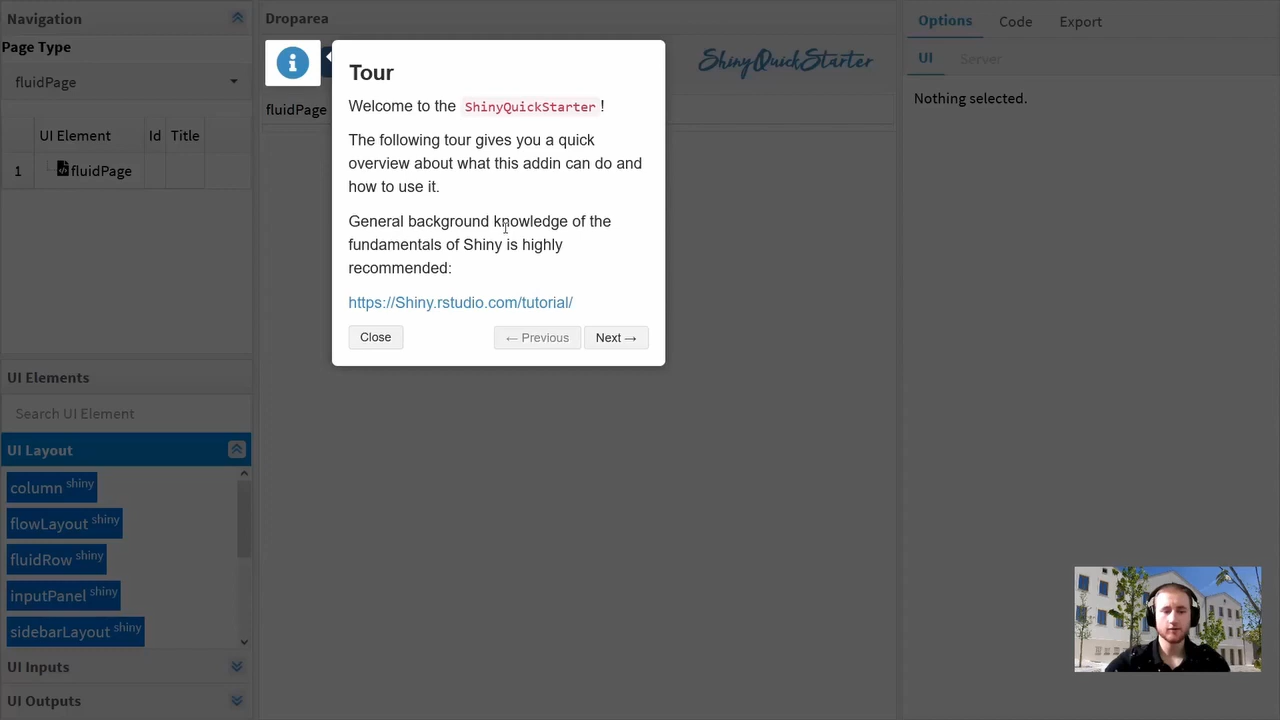 Navigation
Page Type
fluidPage
UI Element Id Title
1 fluidPage
UI Elements
Search UI Element
UI Layout
column shiny
flowLayout shiny
fluidRow shiny
inputPanel shiny
sidebarLayout shiny
UI Inputs
UI Outputs
Droparea
ShinyQuickStarter
fluidPage
Tour
Welcome to the ShinyQuickStarter!
The following tour gives you a quick
overview about what this addin can do and
how to use it.
General background knowledge of the
fundamentals of Shiny is highly
recommended:
https://Shiny.rstudio.com/tutorial/
Close ← Previous Next →
Options Code Export
UI Server
Nothing selected.